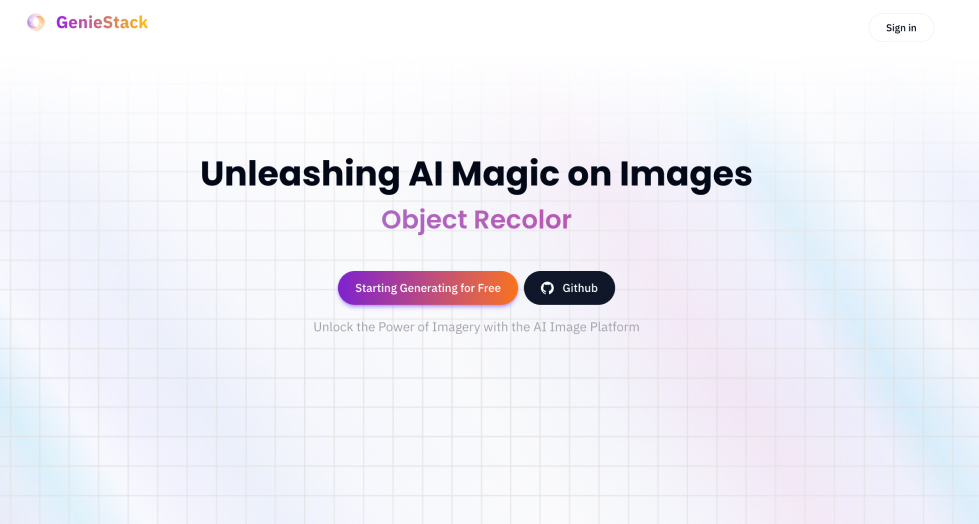 GenieStack
Sign in
Unleashing AI Magic on Images
Object Recolor
Starting Generating for Free
Github
Unlock the Power of Imagery with the AI Image Platform